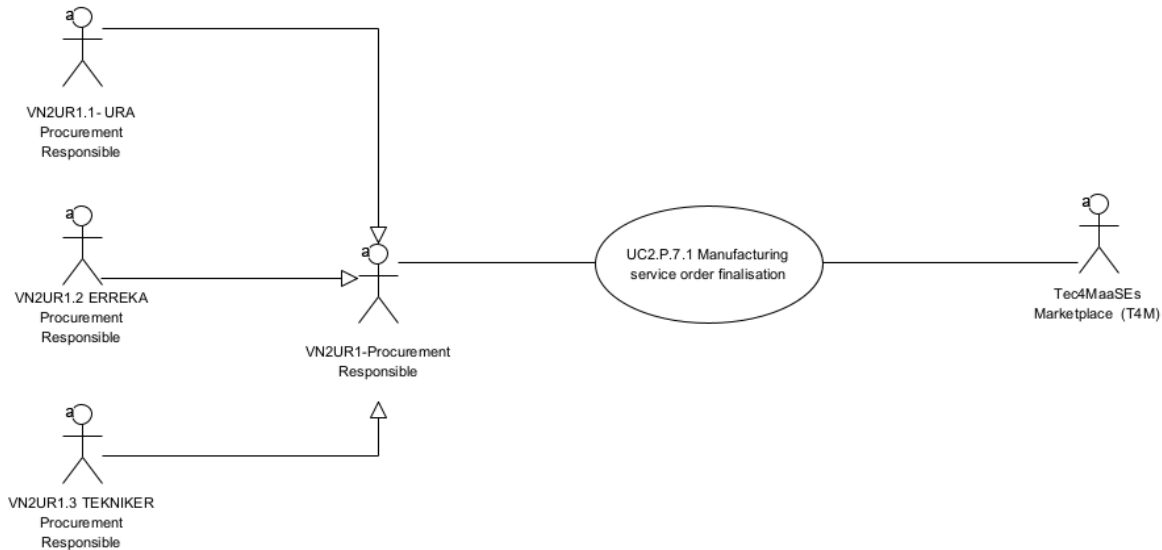 a
VN2UR1.1- URA
Procurement
Responsible
a
VN2UR1.2 ERREKA
Procurement
Responsible
a
VN2UR1.3 TEKNIKER
Procurement
Responsible
a
VN2UR1-Procurement
Responsible
UC2.P.7.1 Manufacturing
service order finalisation
a
Tec4MaaSEs
Marketplace (T4M)